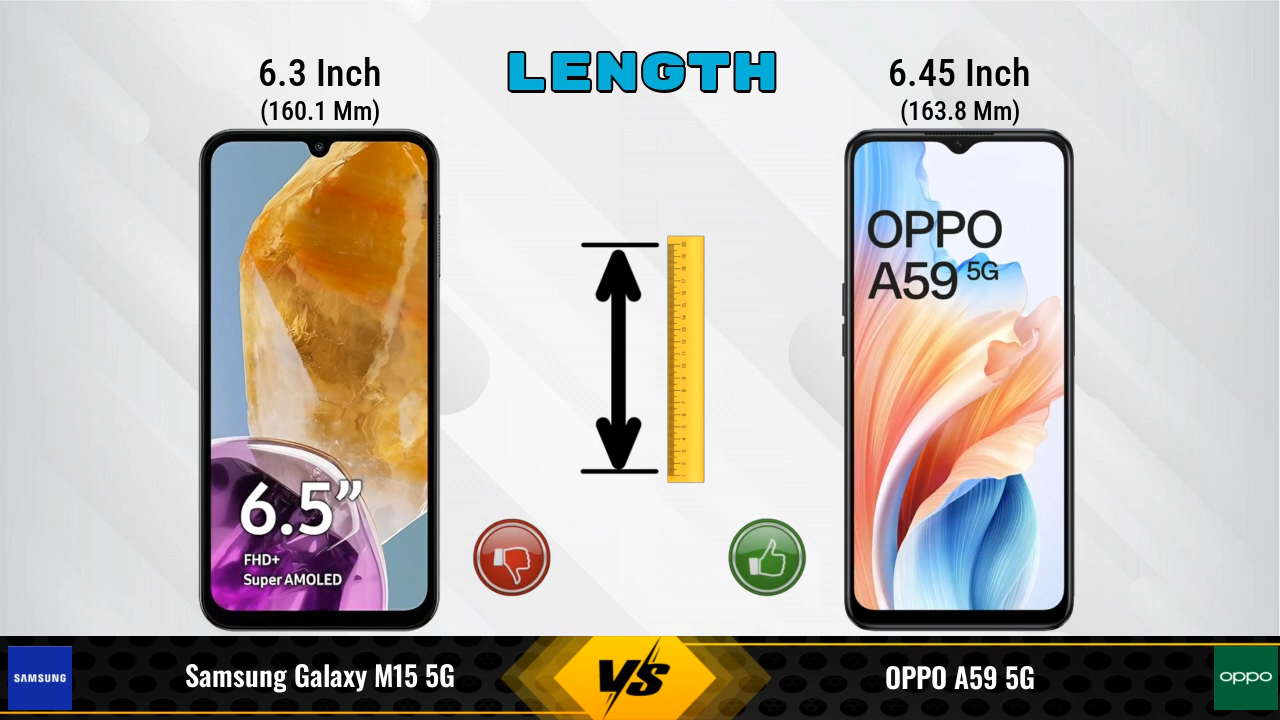 LENGTH
6.3 Inch
(160.1 Mm)
6.45 Inch
(163.8 Mm)
OPPO
A59 5G
6.5”
FHD+
Super AMOLED
SAMSUNG
Samsung Galaxy M15 5G
VS
OPPO A59 5G
oppo